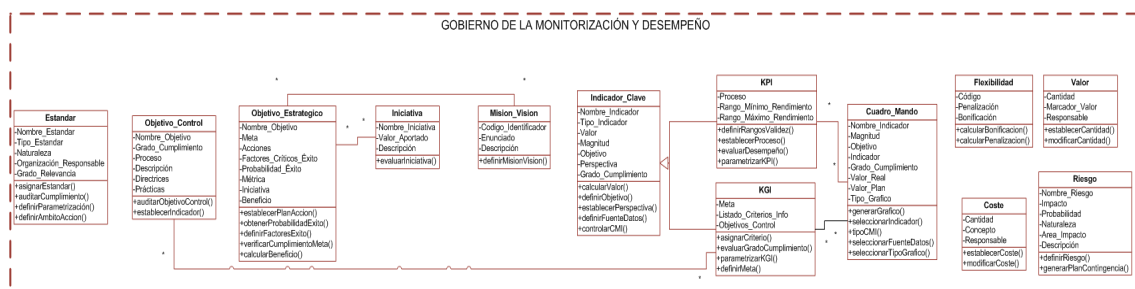 GOBIERNO DE LA MONITORIZACIÓN Y DESEMPEÑO
Estandar
-Nombre_Estandar
-Tipo_Estandar
-Naturaleza
-Organización_Responsable
-Grado_Relevancia
+asignarEstandar()
+auditarCumplimiento()
+definirParametrización()
+definirAmbitoAccion()
Objetivo_Control
-Nombre_Objetivo
-Grado_Cumplimiento
-Proceso
-Descripción
-Directrices
-Prácticas
+auditarObjetivoControl()
+establecerIndicador()
*
*
Objetivo_Estrategico
-Nombre_Objetivo
-Meta
-Acciones
-Factores_Críticos_Éxito
-Probabilidad_Éxito
-Métrica
-Iniciativa
-Beneficio
+establecerPlanAccion()
+obtenerProbabilidadExito()
+definirFactoresExito()
+verificarCumplimientoMeta()
+calcularBeneficio()
*
*
Iniciativa
-Nombre_Iniciativa
-Valor_Aportado
-Descripción
+evaluarIniciativa()
*
Mision_Vision
-Codigo_Identificador
-Enunciado
-Descripción
+definirMisionVision()
Indicador_Clave
-Nombre_Indicador
-Tipo_Indicador
-Valor
-Magnitud
-Objetivo
-Perspectiva
-Grado_Cumplimiento
+calcularValor()
+definirObjetivo()
+establecerPerspectiva()
+definirFuenteDatos()
+controlarCMI()
KPI
-Proceso
-Rango_Mínimo_Rendimiento
-Rango_Máximo_Rendimiento
+definirRangosValidez()
+establecerProceso()
+evaluarDesempeño()
+parametrizarKPI()
*
*
KGI
-Meta
-Listado_Criterios_Info
-Objetivos_Control
+asignarCriterio()
+evaluarGradoCumplimiento()
+parametrizarKGI()
+definirMeta()
*
*
*
Cuadro_Mando
-Nombre_Indicador
-Magnitud
-Objetivo
-Indicador
-Grado_Cumplimiento
-Valor_Real
-Valor_Plan
-Tipo_Grafico
+generarGrafico()
+seleccionarIndicador()
+tipoCMI()
+seleccionarFuenteDatos()
+seleccionarTipoGrafico()
Flexibilidad
-Código
-Penalización
-Bonificación
+calcularBonificacion()
+calcularPenalizacion()
Valor
-Cantidad
-Marcador_Valor
-Responsable
+establecerCantidad()
+modificarCantidad()
Coste
-Cantidad
-Concepto
-Responsable
+establecerCoste()
+modificarCoste()
Riesgo
-Nombre_Riesgo
-Impacto
-Probabilidad
-Naturaleza
-Area_Impacto
-Descripción
+definirRiesgo()
+generarPlanContingencia()